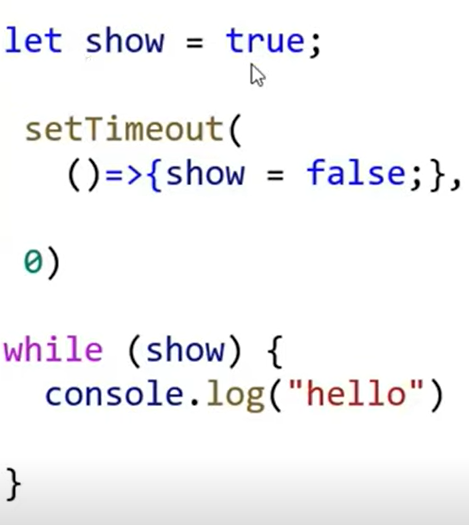 let show = true;
setTimeout(
()=>{show = false;},
0)
while (show) {
console.log("hello")
}